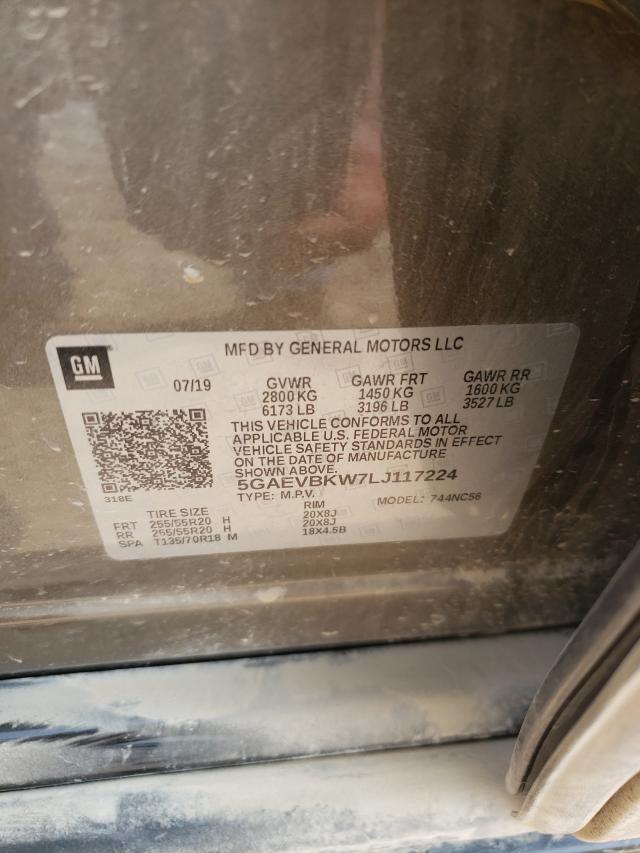 GM
MFD BY GENERAL MOTORS LLC
07/19 GVWR GAWR FRT GAWR RR
2800 KG 1450 KG 1600 KG
6173 LB 3196 LB 3527 LB
THIS VEHICLE CONFORMS TO ALL
APPLICABLE U.S. FEDERAL MOTOR
VEHICLE SAFETY STANDARDS IN EFFECT
ON THE DATE OF MANUFACTURE
SHOWN ABOVE.
318E
5GAEVBKW7LJ117224
TYPE: M.P.V. MODEL: 744NC56
TIRE SIZE RIM
FRT 255/55R20 H 20X8J
RR 255/55R20 H 20X8J
SPA T135/70R18 M 18X4.5B